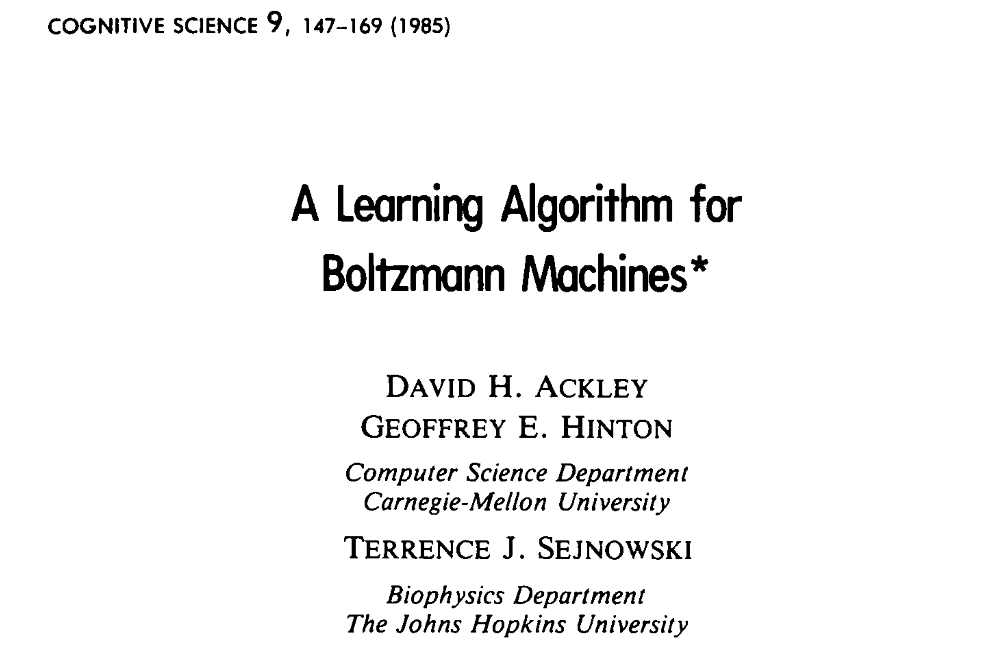 COGNITIVE SCIENCE 9, 147–169 (1985)
A Learning Algorithm for
Boltzmann Machines*
DAVID H. ACKLEY
GEOFFREY E. HINTON
Computer Science Department
Carnegie-Mellon University
TERRENCE J. SEJNOWSKI
Biophysics Department
The Johns Hopkins University